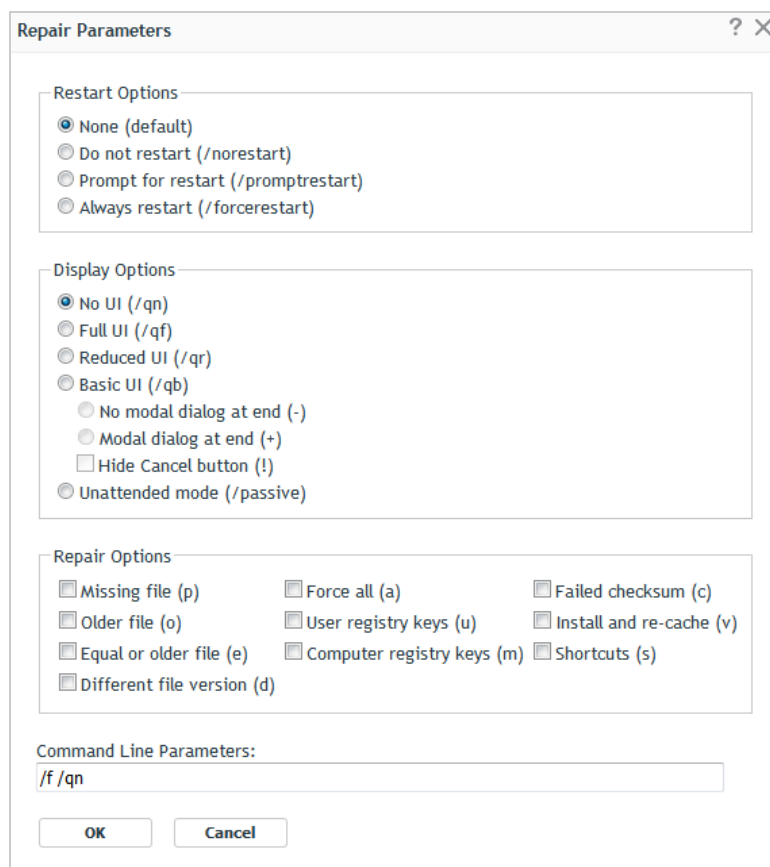 Repair Parameters ?
Restart Options
None (default)
Do not restart (/norestart)
Prompt for restart (/promptrestart)
Always restart (/forcerestart)
Display Options
No UI (/qn)
Full UI (/qf)
Reduced UI (/qr)
Basic UI (/qb)
No modal dialog at end (-)
Modal dialog at end (+)
Hide Cancel button (!)
Unattended mode (/passive)
Repair Options
Missing file (p) Force all (a) Failed checksum (c)
Older file (o) User registry keys (u) Install and re-cache (v)
Equal or older file (e) Computer registry keys (m) Shortcuts (s)
Different file version (d)
Command Line Parameters:
/f /qn
OK Cancel